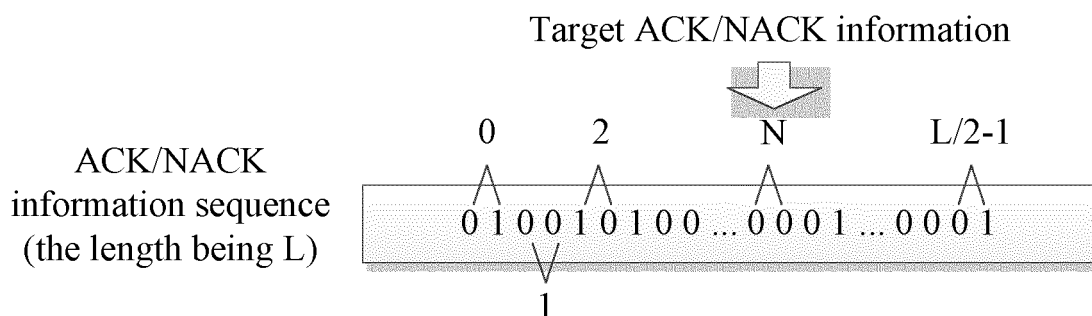 Target ACK/NACK information
0 2 N L/2-1
ACK/NACK
information sequence
(the length being L)
0 1 0 0 1 0 1 0 0 ... 0 0 0 1 ... 0 0 0 1
1